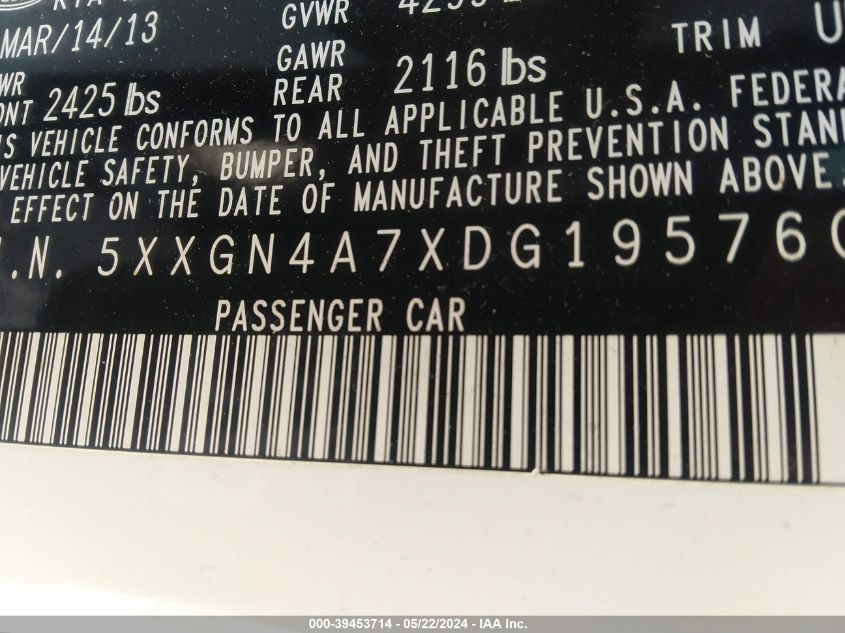 GVWR
MAR/14/13
GAWR
REAR 2116 lbs
TRIM U
2425 lbs
VEHICLE CONFORMS TO ALL APPLICABLE U.S.A. FEDERA
VEHICLE SAFETY, BUMPER, AND THEFT PREVENTION STAN
EFFECT ON THE DATE OF MANUFACTURE SHOWN ABOVE.
.N. 5XXGN4A7XDG19576
PASSENGER CAR
000-39453714 - 05/22/2024 - IAA Inc.